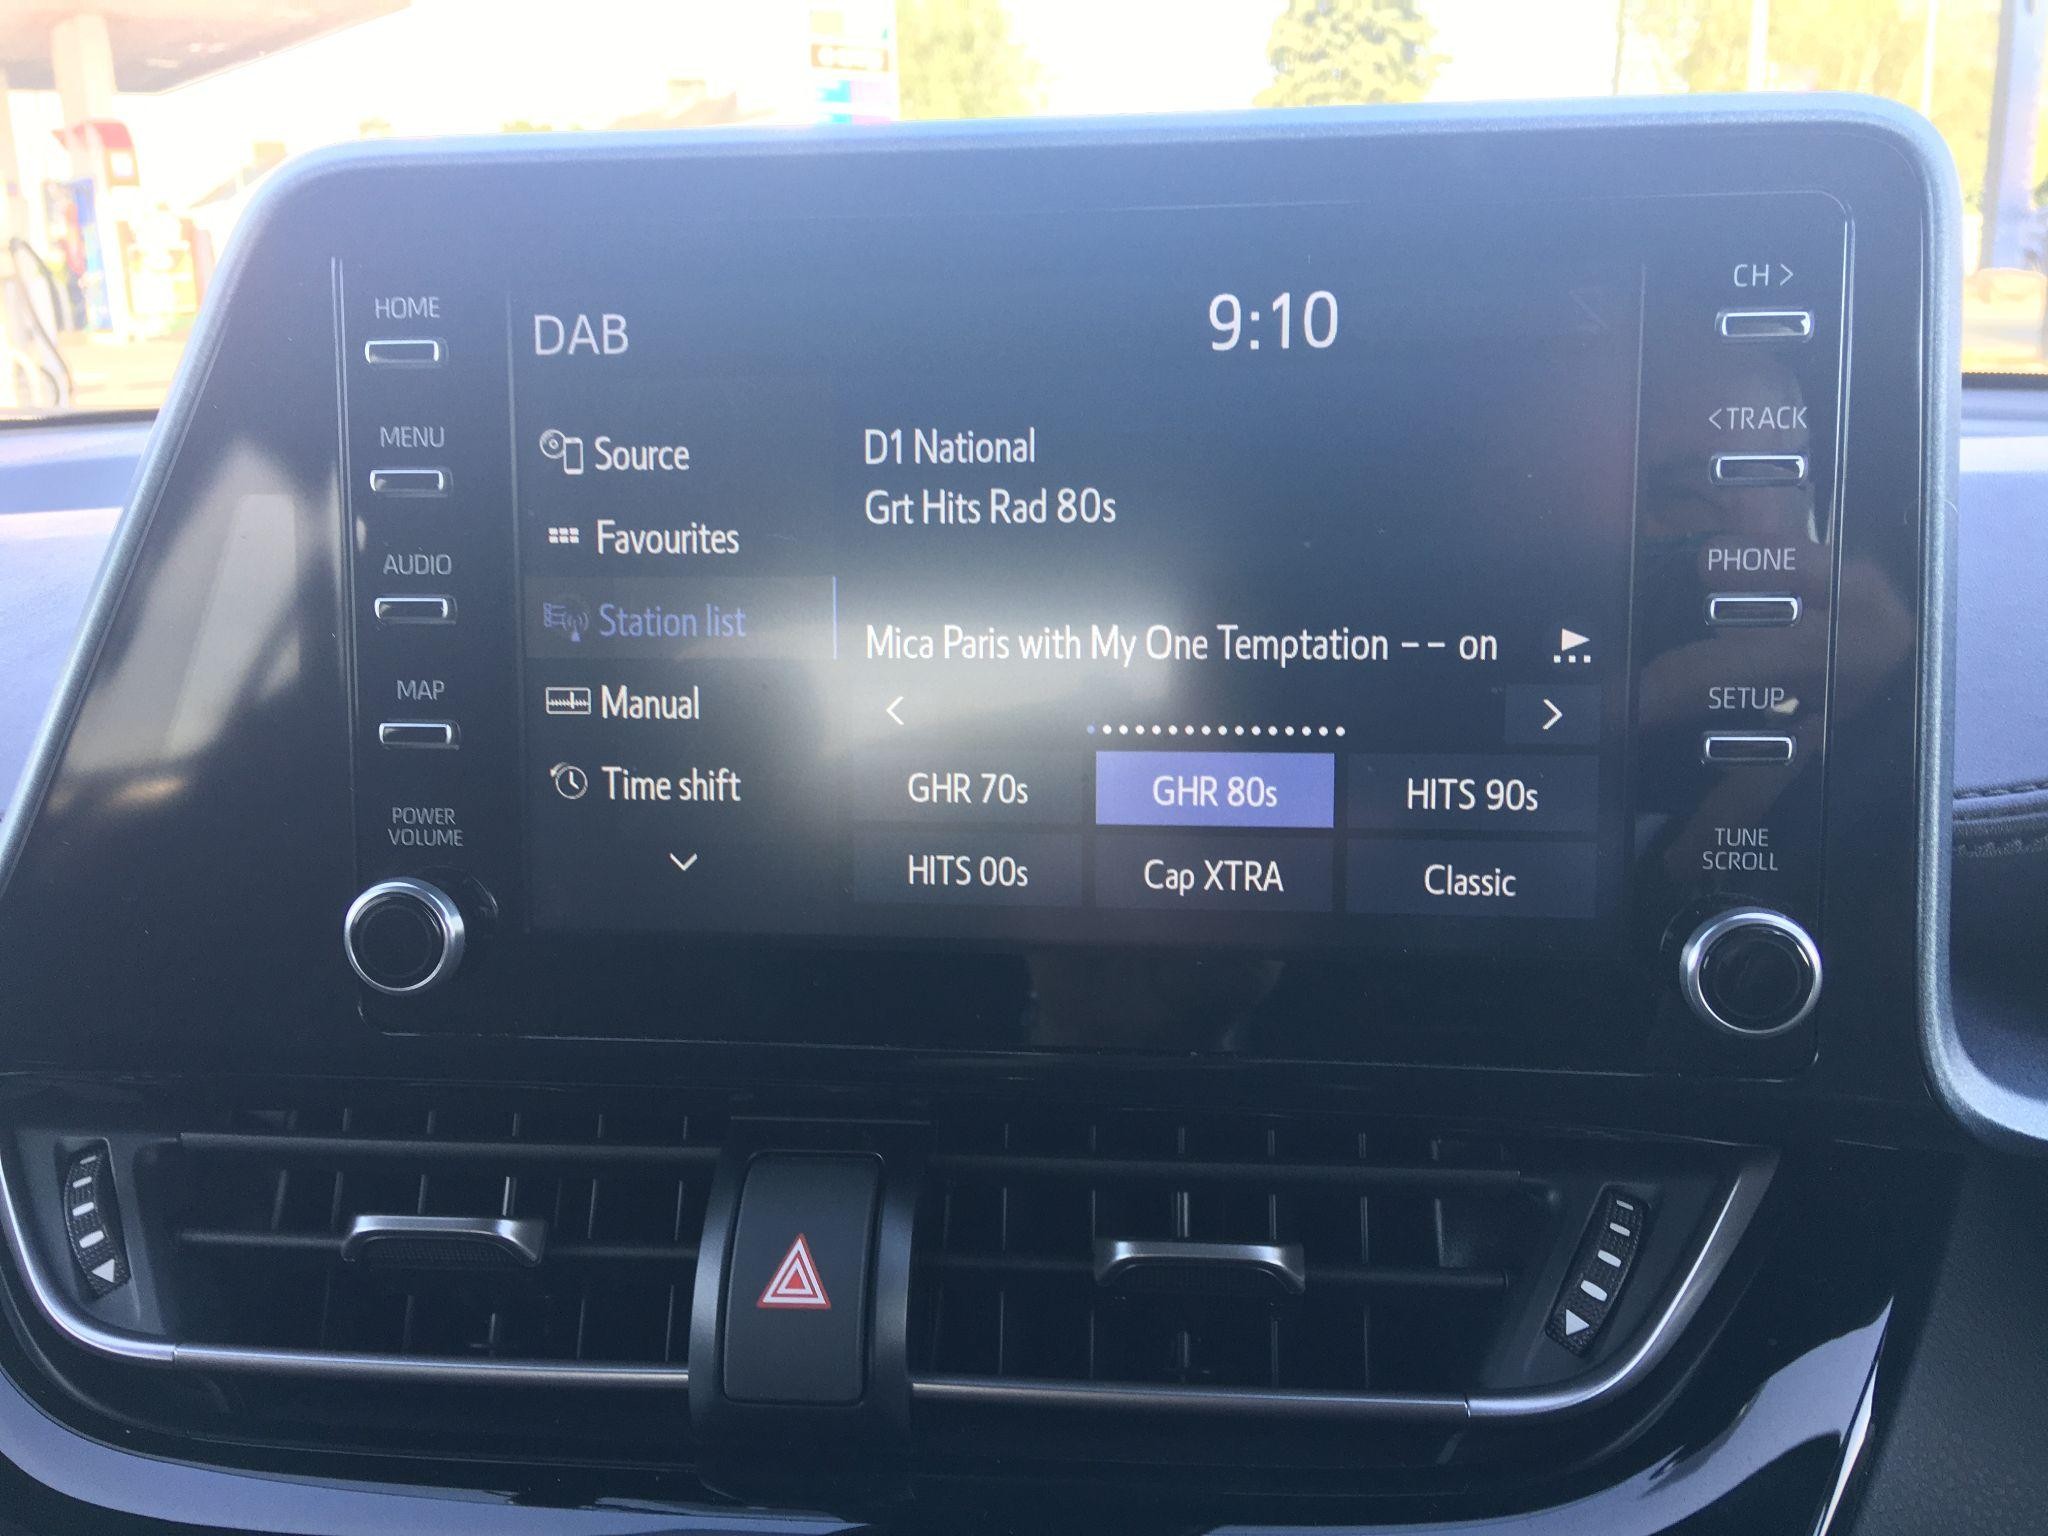 HOME
MENU
AUDIO
MAP
POWER
VOLUME
DAB
9:10
Source
Favourites
Station list
Manual
Time shift
D1 National
Grt Hits Rad 80s
Mica Paris with My One Temptation -- on
GHR 70s
GHR 80s
HITS 90s
HITS 00s
Cap XTRA
Classic
CH >
< TRACK
PHONE
SETUP
TUNE
SCROLL